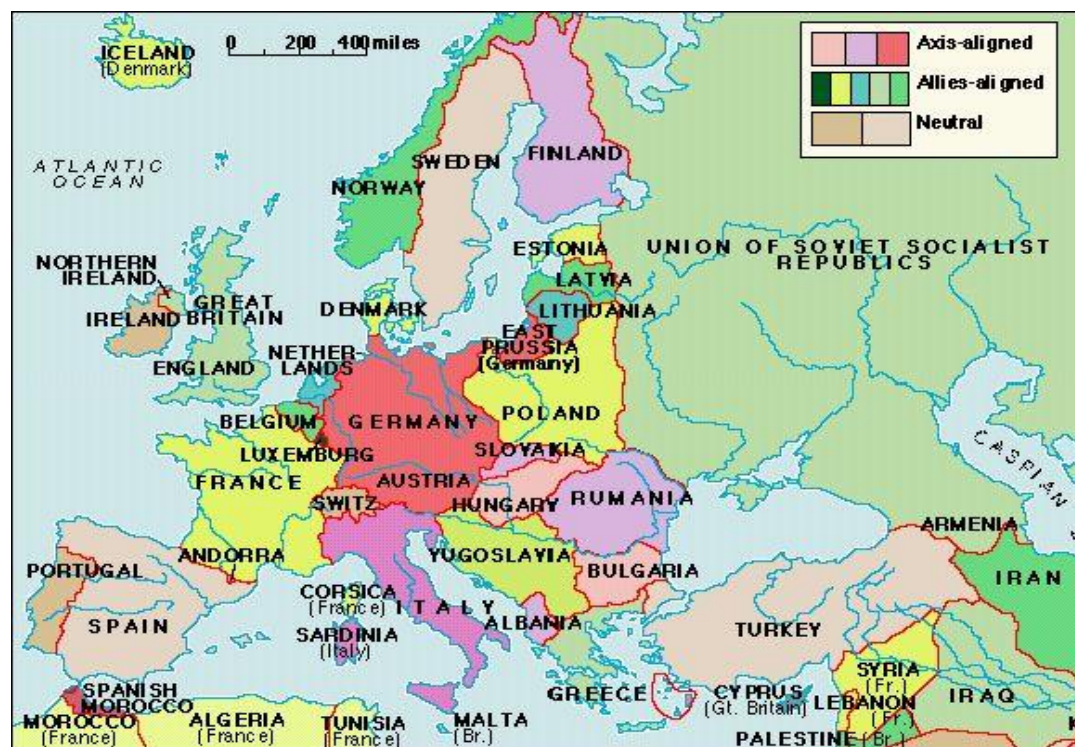 ICELAND
(Denmark)
0 200 400 miles
Axis-aligned
Allies-aligned
Neutral
ATLANTIC
OCEAN
SWEDEN
FINLAND
NORWAY
ESTONIA
UNION OF SOVIET SOCIALIST
REPUBLICS
LATVIA
LITHUANIA
NORTHERN
IRELAND
IRELAND
GREAT
BRITAIN
ENGLAND
DENMARK
NETHER-
LANDS
EAST
PRUSSIA
(Germany)
BELGIUM
GERMANY
POLAND
LUXEMBURG
SLOVAKIA
FRANCE
AUSTRIA
SWITZ
HUNGARY
RUMANIA
CASPIAN
ARMENIA
ANDORRA
YUGOSLAVIA
BULGARIA
IRAN
PORTUGAL
SPAIN
CORSICA
(France)
ITALY
ALBANIA
TURKEY
SARDINIA
(Italy)
GREECE
CYPRUS
(Gt. Britain)
SYRIA
(Fr.)
LEBANON
(Fr.)
IRAQ
SPANISH
MOROCCO
MOROCCO
(France)
ALGERIA
(France)
TUNISIA
(France)
MALTA
(Br.)
PALESTINE (Br.)